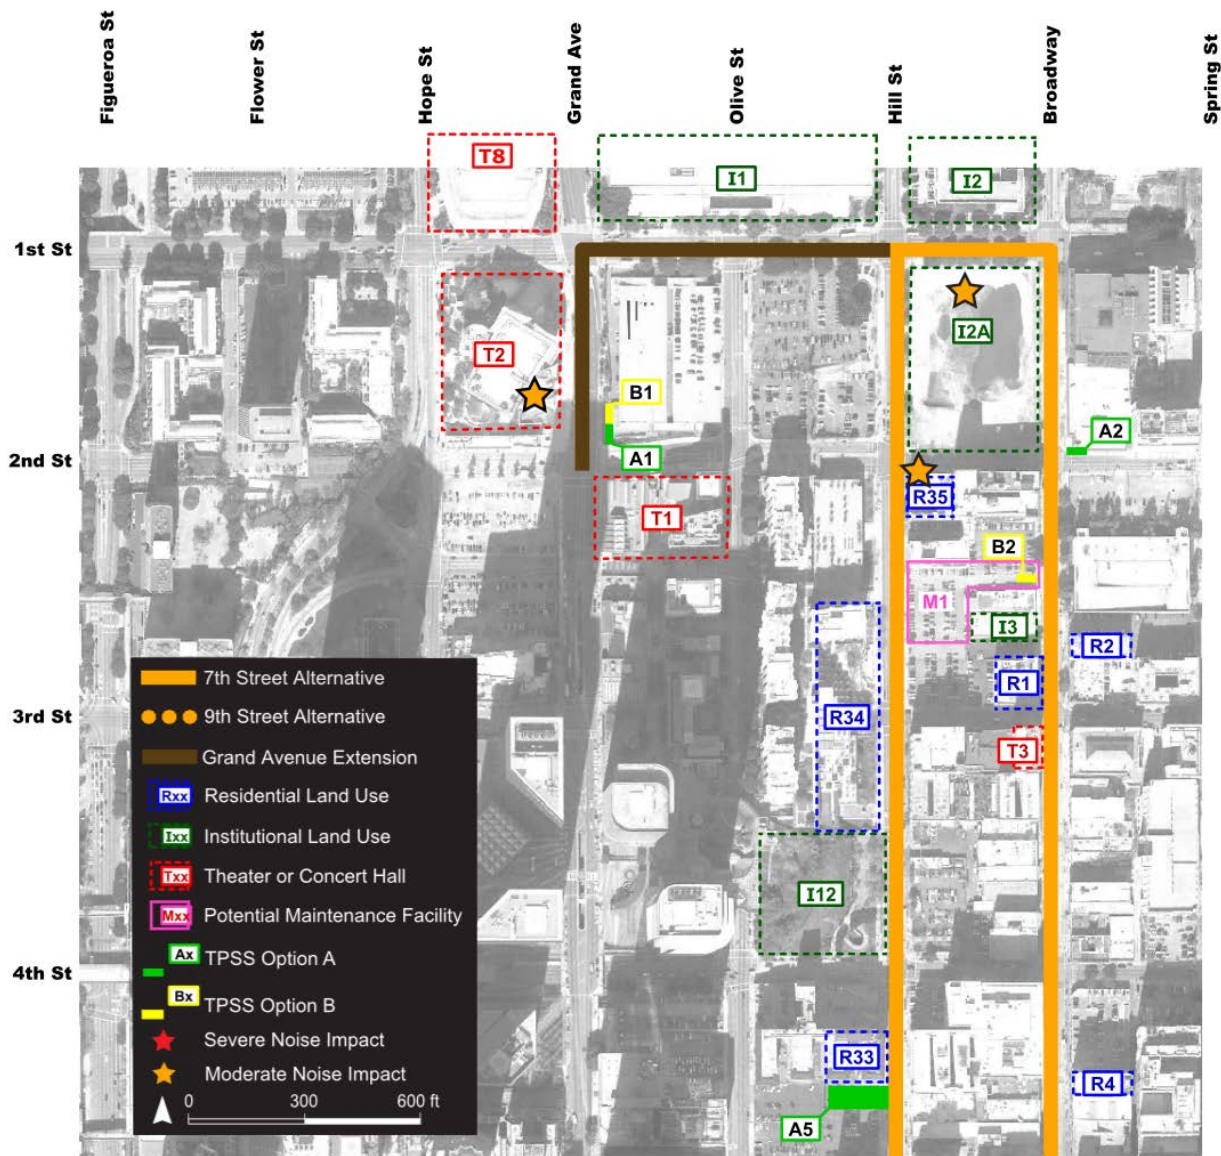 Figueroa St
Flower St
Hope St
Grand Ave
Olive St
Hill St
Broadway
Spring St
T8
I1
I2
1st St
I2A
T2
B1
A2
A1
2nd St
R35
T1
B2
M1
I3
R2
R1
7th Street Alternative
3rd St
9th Street Alternative
R34
T3
Grand Avenue Extension
Rxx Residential Land Use
Ixx Institutional Land Use
Txx Theater or Concert Hall
I12
Mxx Potential Maintenance Facility
Ax TPSS Option A
4th St
Bx TPSS Option B
Severe Noise Impact
R33
Moderate Noise Impact
R4
0 300 600 ft
A5